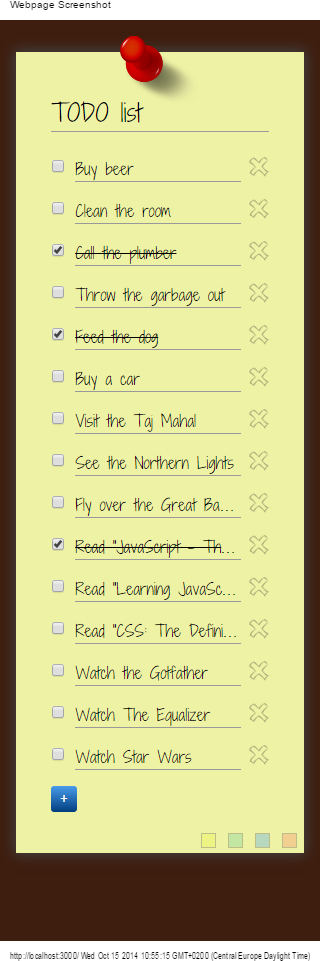 Webpage Screenshot
TODO list
Buy beer
Clean the room
Call the plumber
Throw the garbage out
Feed the dog
Buy a car
Visit the Taj Mahal
See the Northern Lights
Fly over the Great Ba...
Read "JavaScript - Th...
Read "Learning JavaSc...
Read "CSS: The Defini...
Watch the Gotfather
Watch The Equalizer
Watch Star Wars
+
http://localhost:3000/ Wed Oct 15 2014 10:55:15 GMT+0200 (Central Europe Daylight Time)